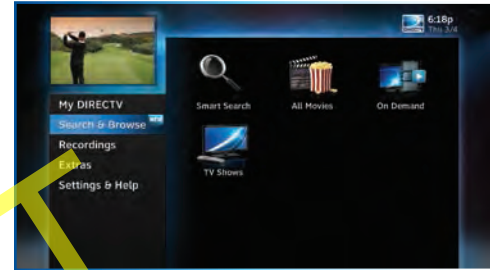 6:18p
Thu 3/4
My DIRECTV
Search & Browse
Recordings
Extras
Settings & Help
Smart Search
All Movies
On Demand
TV Shows